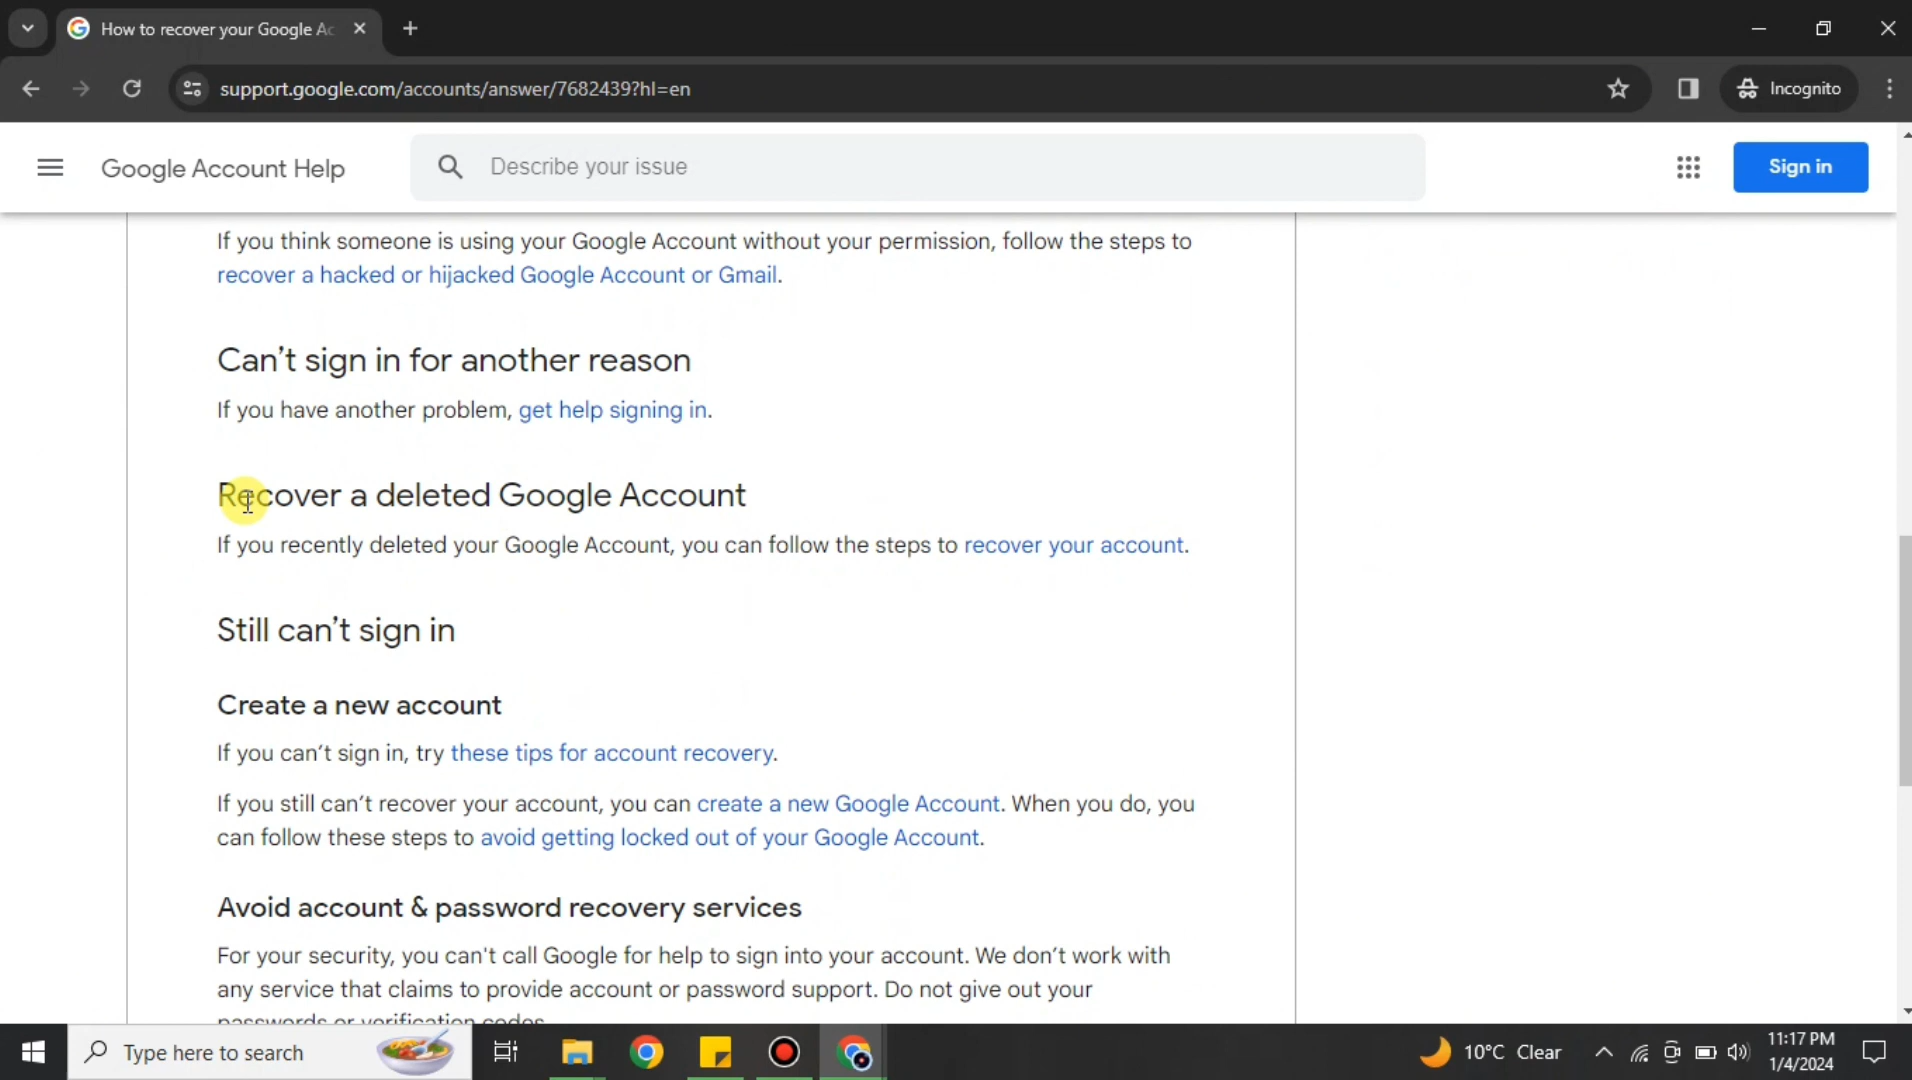 How to recover your Google Ac
support.google.com/accounts/answer/7682439?hl=en
Incognito
Google Account Help
Describe your issue
Sign in
If you think someone is using your Google Account without your permission, follow the steps to
recover a hacked or hijacked Google Account or Gmail.
Can’t sign in for another reason
If you have another problem, get help signing in.
Recover a deleted Google Account
If you recently deleted your Google Account, you can follow the steps to recover your account.
Still can’t sign in
Create a new account
If you can’t sign in, try these tips for account recovery.
If you still can’t recover your account, you can create a new Google Account. When you do, you
can follow these steps to avoid getting locked out of your Google Account.
Avoid account & password recovery services
For your security, you can't call Google for help to sign into your account. We don’t work with
any service that claims to provide account or password support. Do not give out your
passwords or verification codes.
Type here to search
10°C Clear
11:17 PM
1/4/2024